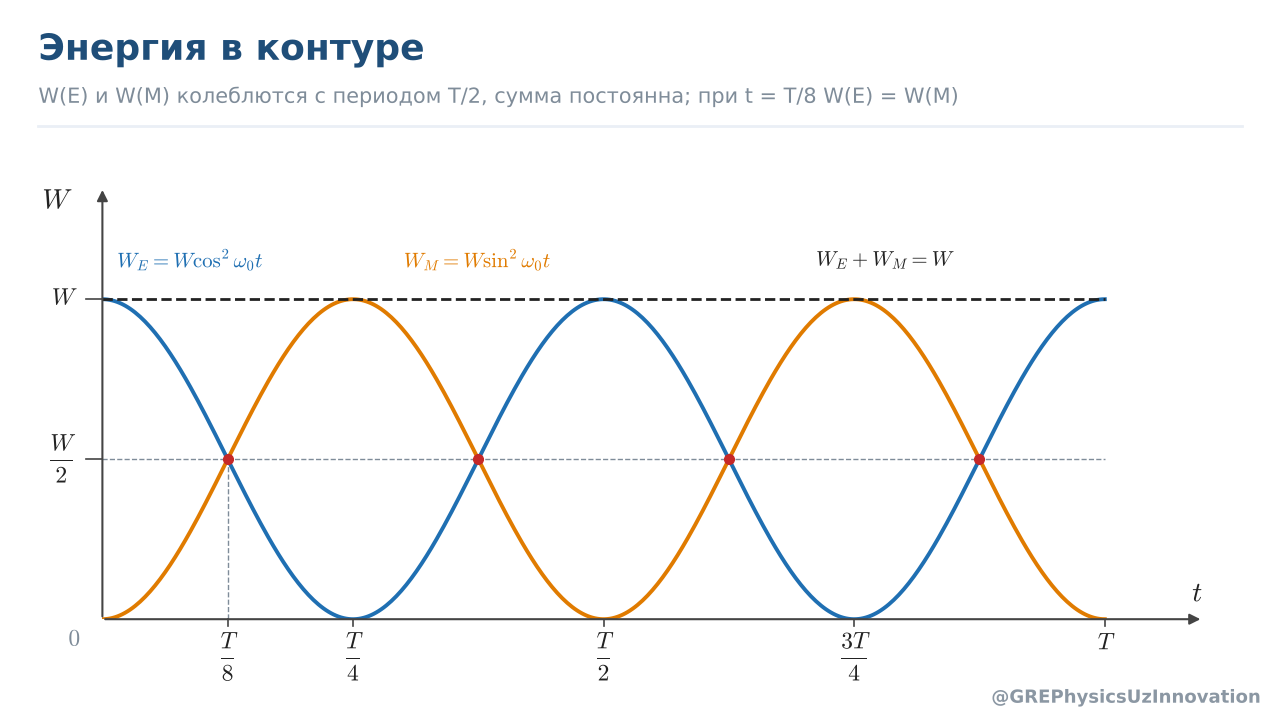 Энергия в контуре
W(E) и W(M) колеблются с периодом T/2, сумма постоянна; при t = T/8 W(E) = W(M)
W
W_E = W cos² ω₀t
W_M = W sin² ω₀t
W_E + W_M = W
W
W/2
t
0
T/8
T/4
T/2
3T/4
T
@GREPhysicsUzInnovation